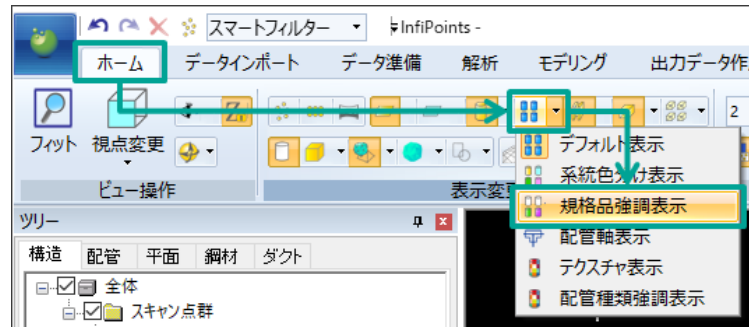 スマートフィルター InfiPoints -
ホーム データインポート データ準備 解析 モデリング 出力データ作
フィット 視点変更 2
ビュー操作 表示変
デフォルト表示
系統色分け表示
規格品強調表示
配管軸表示
テクスチャ表示
配管種類強調表示
ツリー
構造 配管 平面 鋼材 ダクト
全体
スキャン点群